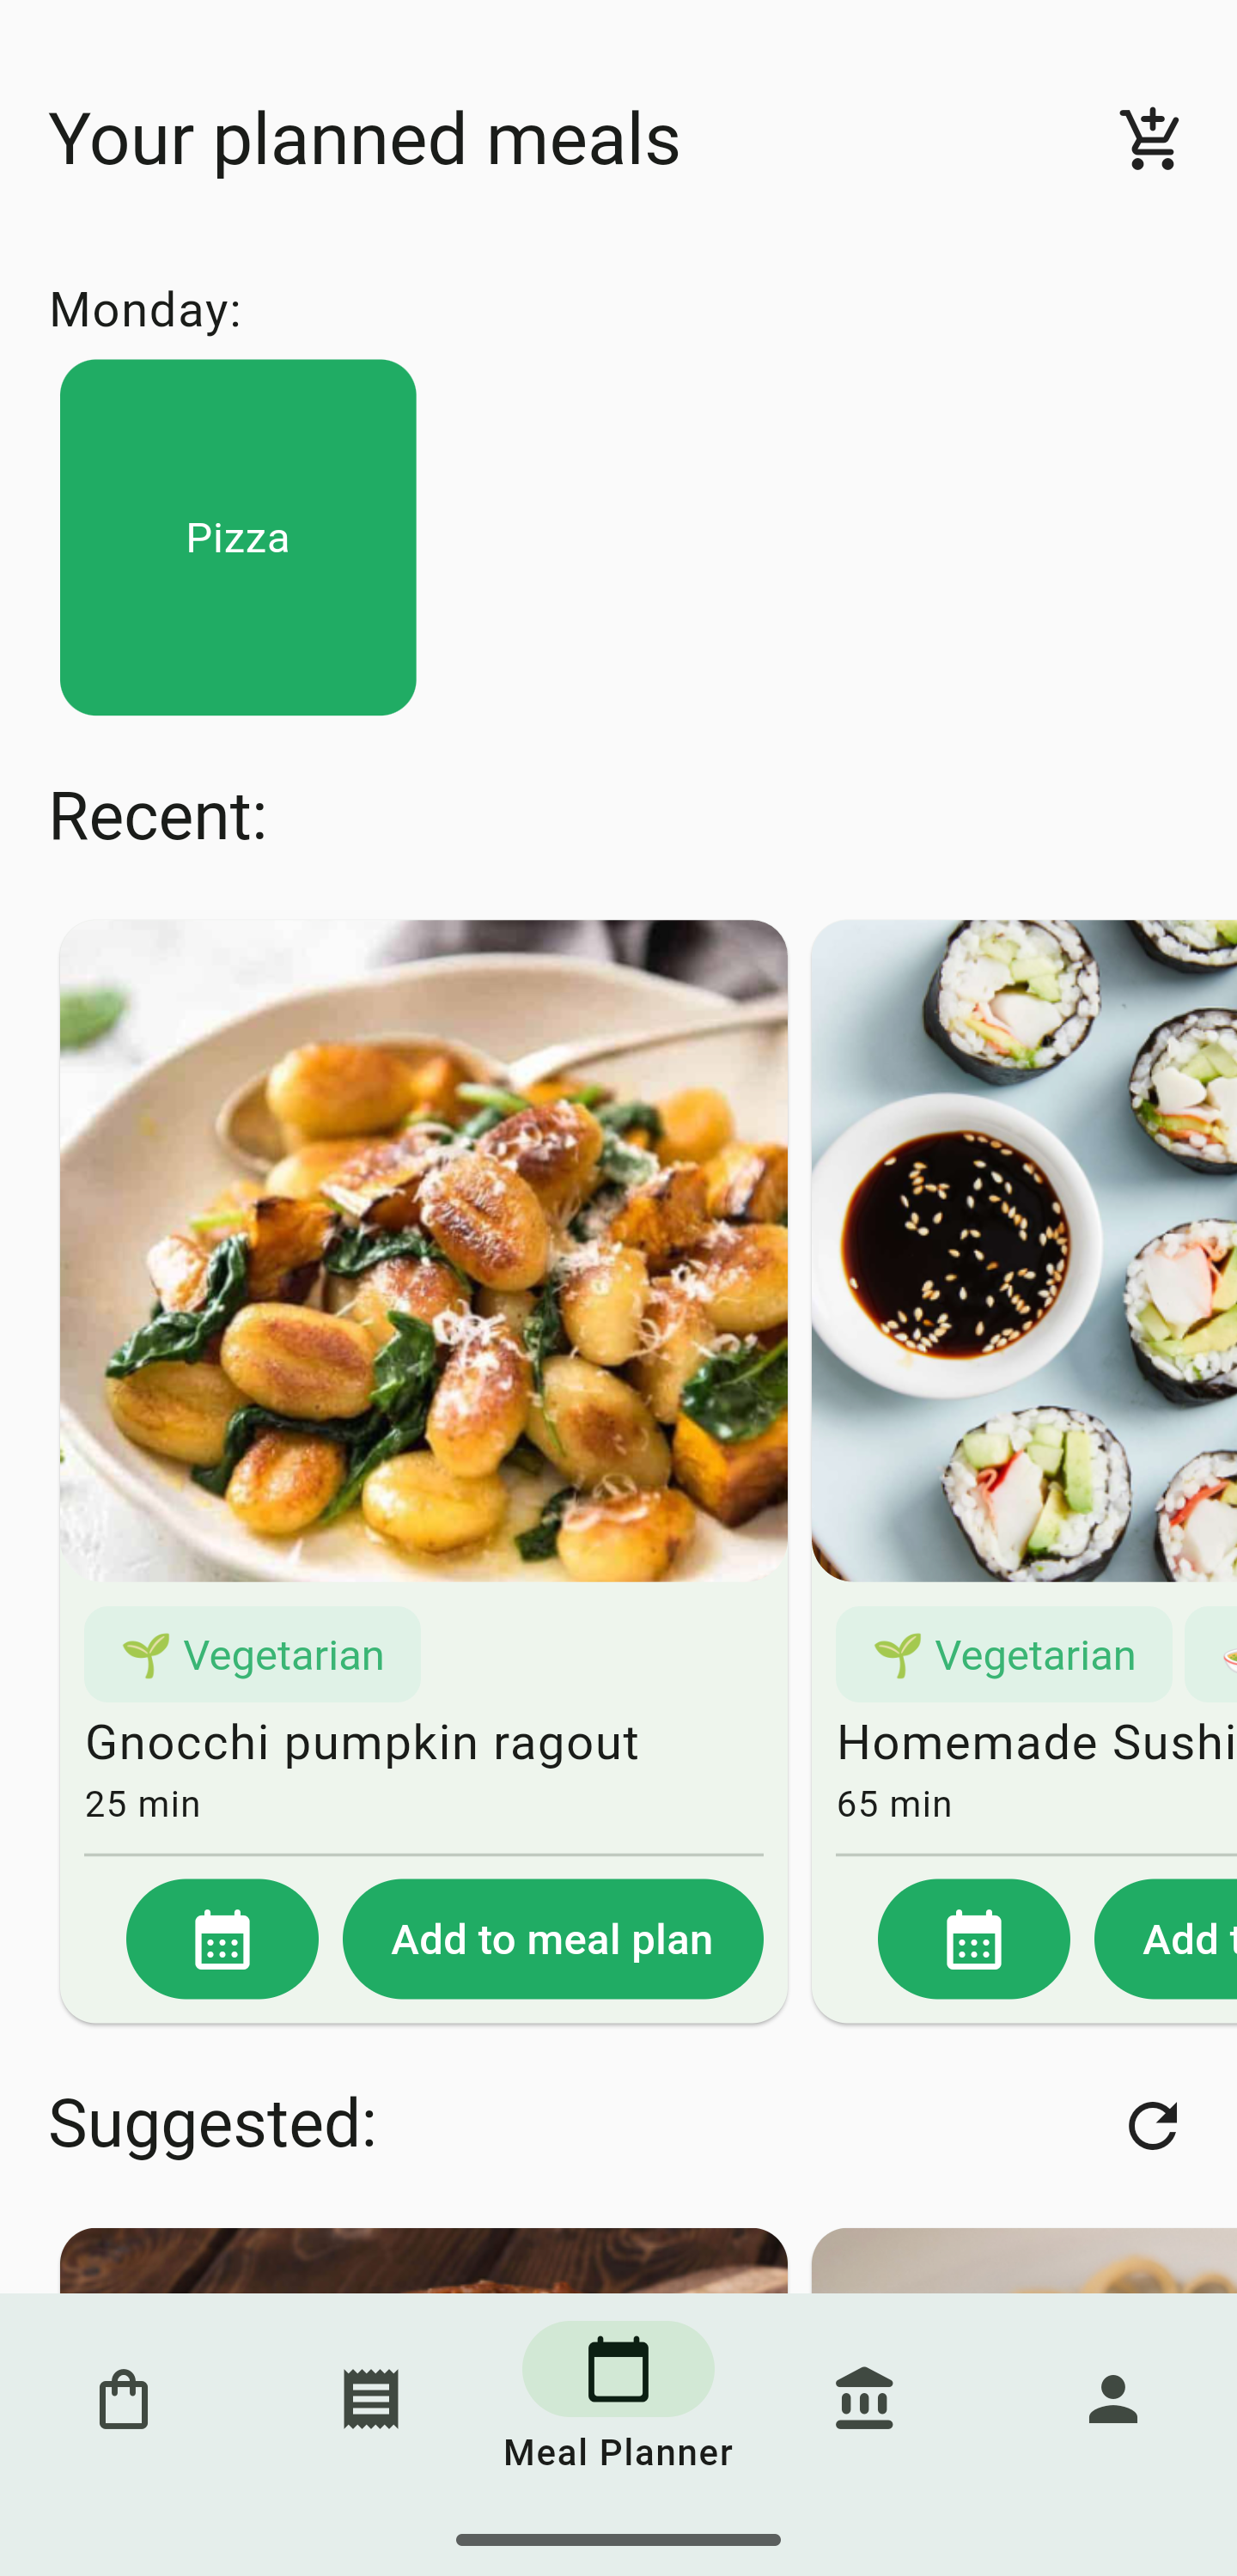 Your planned meals
Monday:
Pizza
Recent:
Vegetarian
Gnocchi pumpkin ragout
25 min
Add to meal plan
Vegetarian
Homemade Sushi
65 min
Add t
Suggested:
Meal Planner